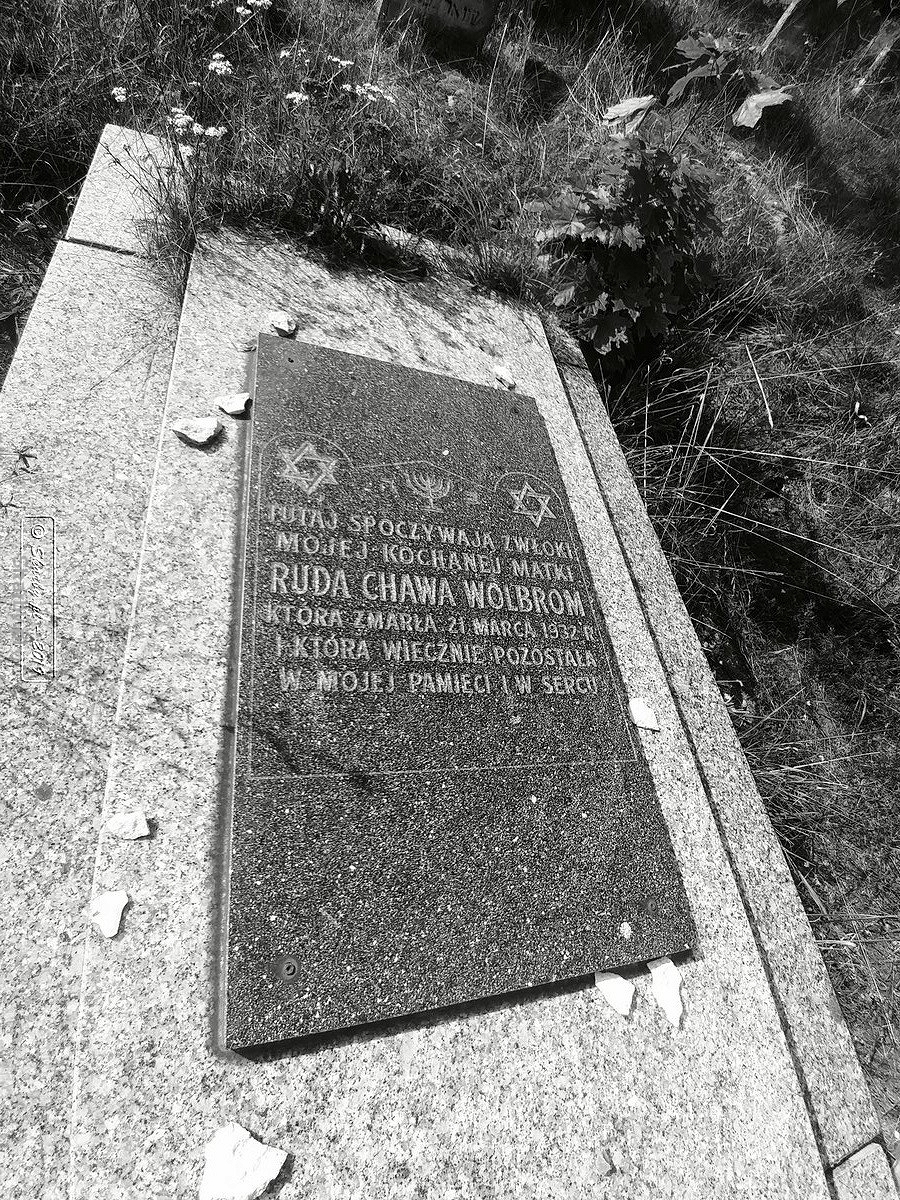 TUTAJ SPOCZYWAJĄ ZWŁOKI
MOJEJ KOCHANEJ MATKI
RUDA CHAWA WOLBROM
KTÓRA ZMARŁA 21 MARCA 1932 R.
I KTÓRA WIECZNIE POZOSTAŁA
W MOJEJ PAMIĘCI I W SERCU